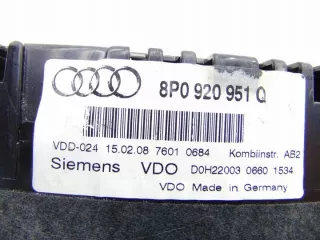 8P0 920 951 Q
VDD-024 15.02.08 7601 0684 Kombiinstr. AB2
Siemens VDO D0H22003 0660 1534
VDO Made in Germany